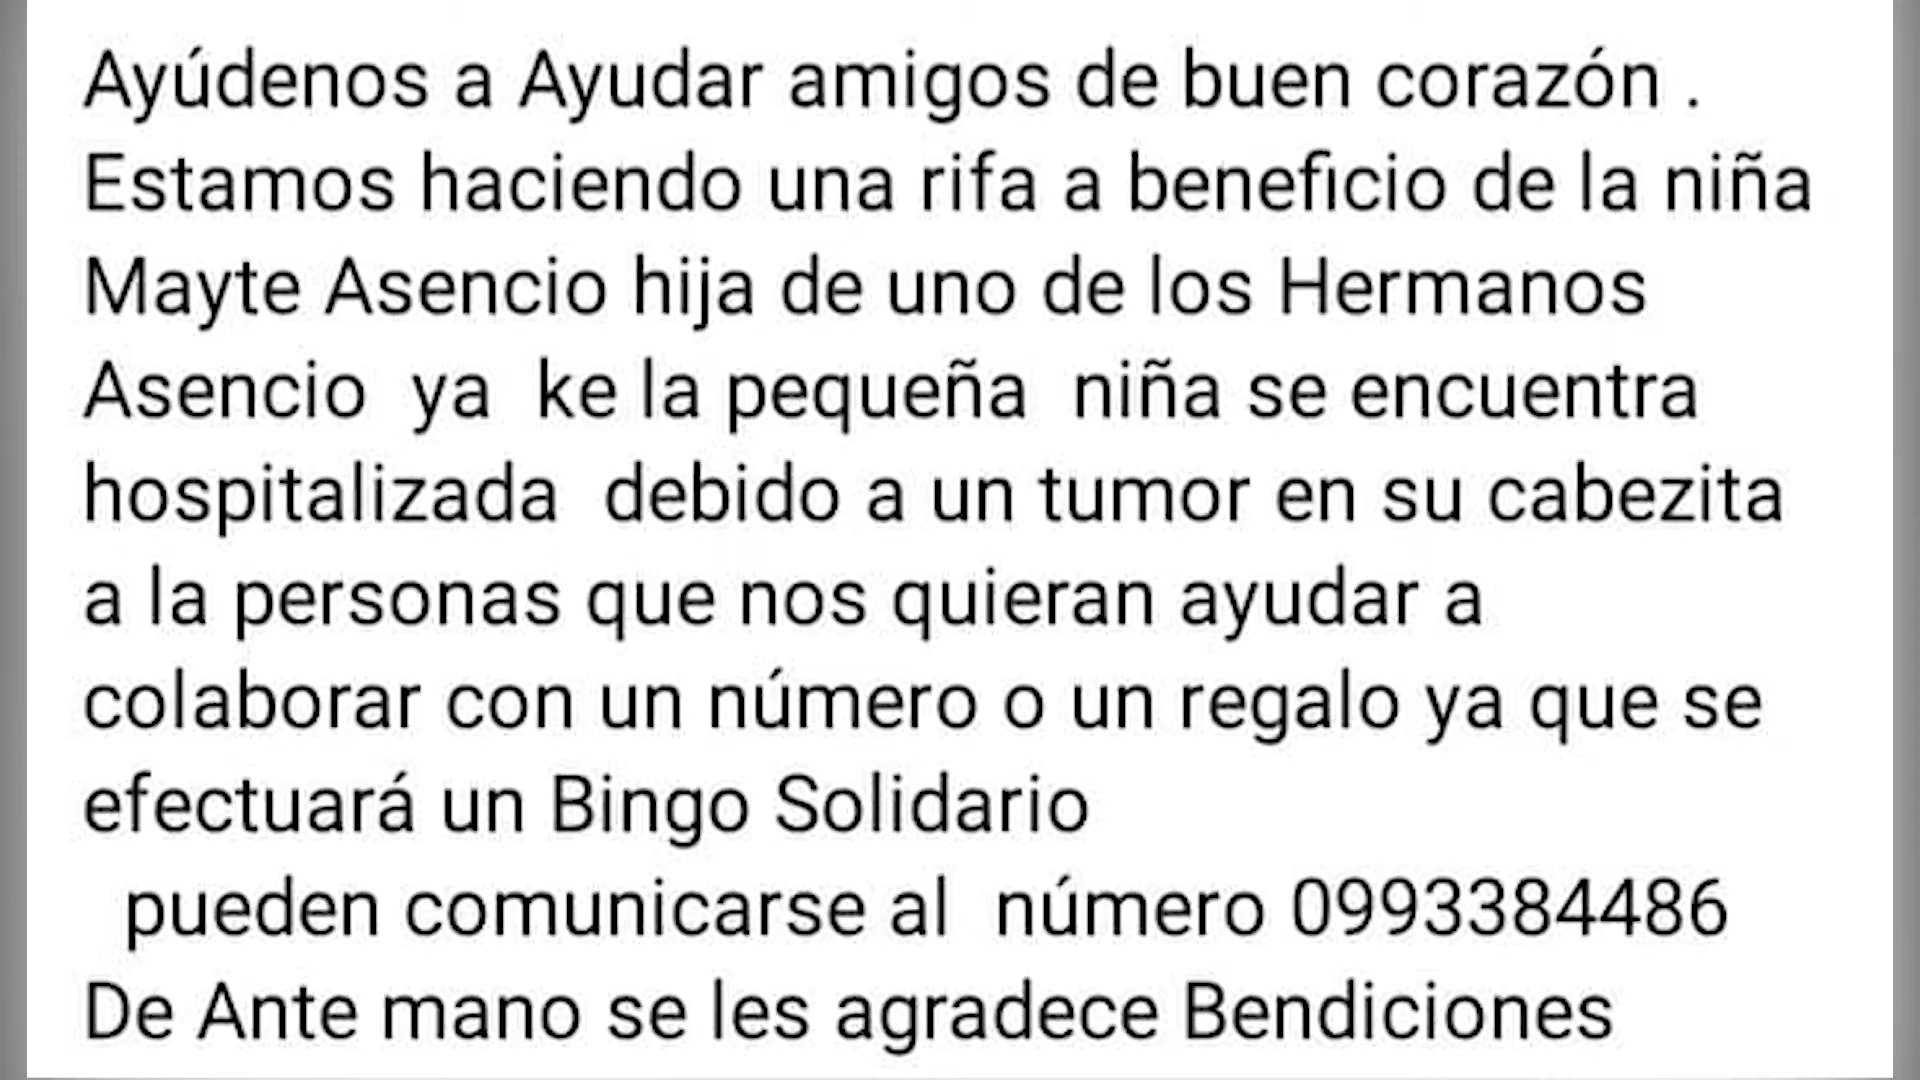 Ayúdenos a Ayudar amigos de buen corazón .
Estamos haciendo una rifa a beneficio de la niña
Mayte Asencio hija de uno de los Hermanos
Asencio  ya  ke la pequeña  niña se encuentra
hospitalizada  debido a un tumor en su cabezita
a la personas que nos quieran ayudar a
colaborar con un número o un regalo ya que se
efectuará un Bingo Solidario
pueden comunicarse al  número 0993384486
De Ante mano se les agradece Bendiciones